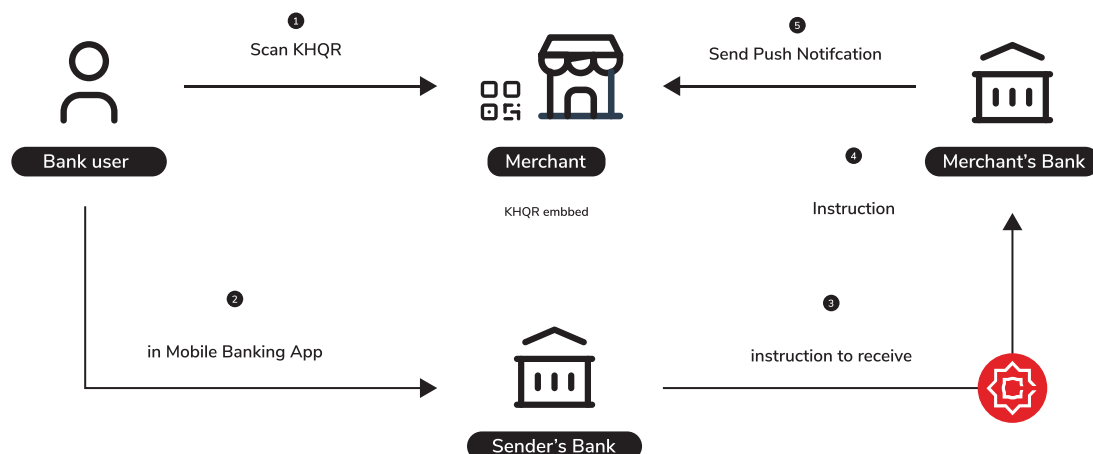 1
Scan KHQR
5
Send Push Notifcation
Bank user
Merchant
4
Merchant's Bank
KHQR embbed
Instruction
2
3
in Mobile Banking App
instruction to receive
Sender's Bank